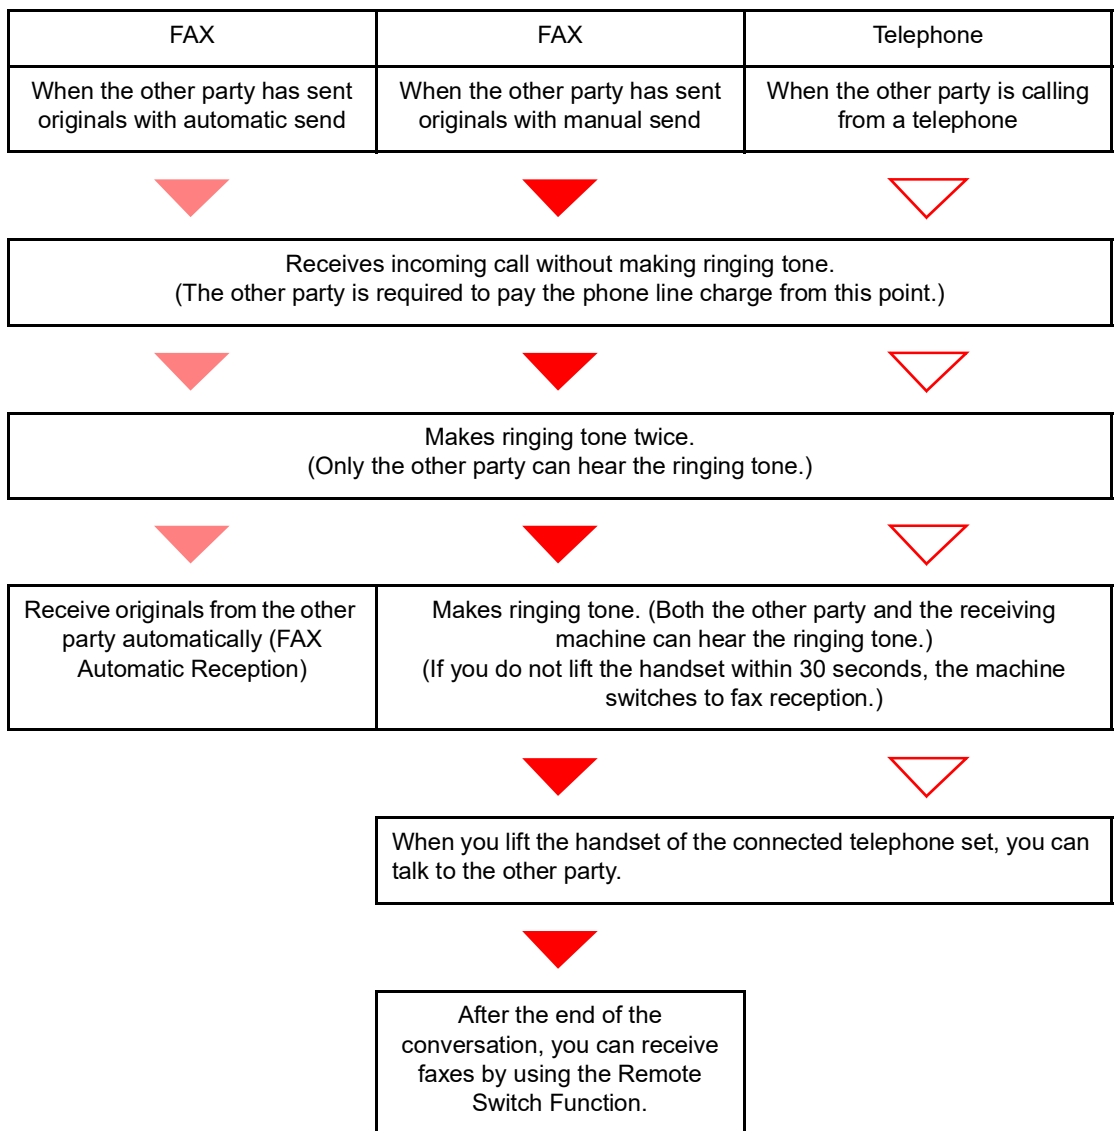 FAX
FAX
Telephone
When the other party has sent
originals with automatic send
When the other party has sent
originals with manual send
When the other party is calling
from a telephone
Receives incoming call without making ringing tone.
(The other party is required to pay the phone line charge from this point.)
Makes ringing tone twice.
(Only the other party can hear the ringing tone.)
Receive originals from the other
party automatically (FAX
Automatic Reception)
Makes ringing tone. (Both the other party and the receiving
machine can hear the ringing tone.)
(If you do not lift the handset within 30 seconds, the machine
switches to fax reception.)
When you lift the handset of the connected telephone set, you can
talk to the other party.
After the end of the
conversation, you can receive
faxes by using the Remote
Switch Function.